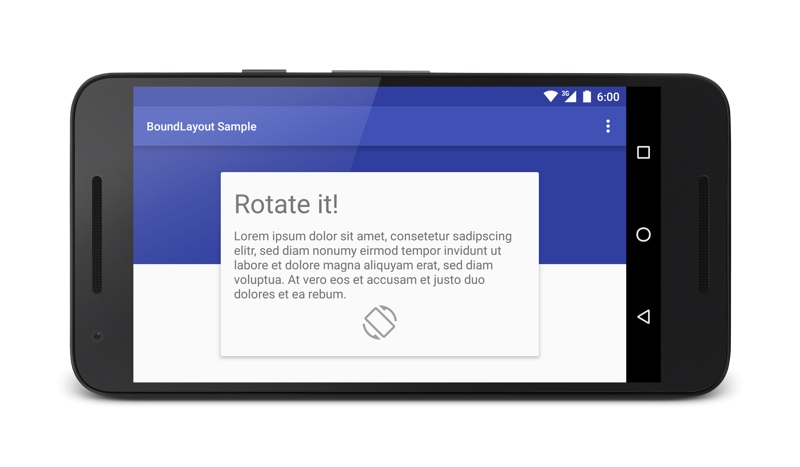 3G 6:00
BoundLayout Sample
Rotate it!
Lorem ipsum dolor sit amet, consetetur sadipscing
elitr, sed diam nonumy eirmod tempor invidunt ut
labore et dolore magna aliquyam erat, sed diam
voluptua. At vero eos et accusam et justo duo
dolores et ea rebum.